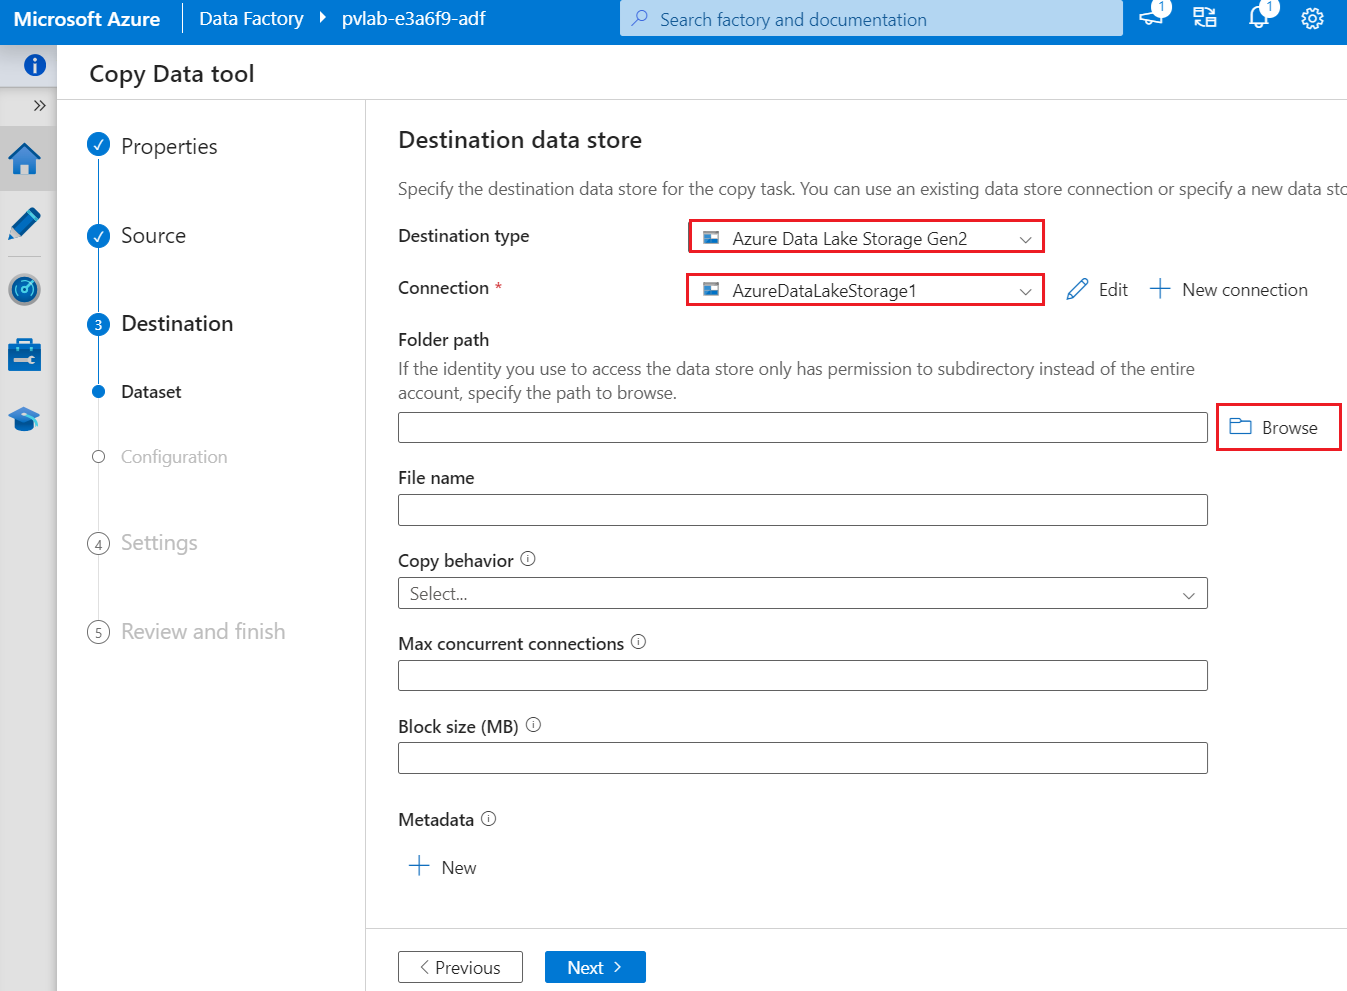 Microsoft Azure
Data Factory
pvlab-e3a6f9-adf
Search factory and documentation
1
1
Copy Data tool
Properties
Source
3
Destination
Dataset
Configuration
4
Settings
5
Review and finish
Destination data store
Specify the destination data store for the copy task. You can use an existing data store connection or specify a new data sto
Destination type
Azure Data Lake Storage Gen2
Connection *
AzureDataLakeStorage1
Edit
New connection
Folder path
If the identity you use to access the data store only has permission to subdirectory instead of the entire
account, specify the path to browse.
Browse
File name
Copy behavior
Select...
Max concurrent connections
Block size (MB)
Metadata
New
Previous
Next